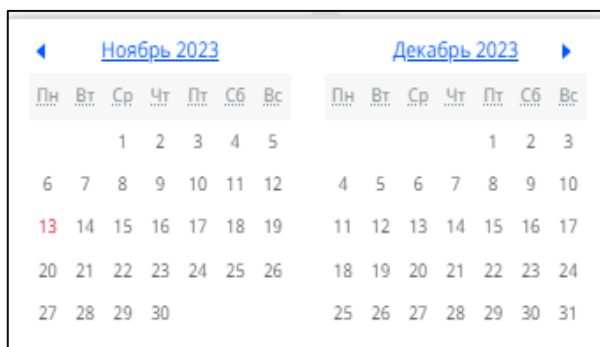 Ноябрь 2023 Декабрь 2023
Пн Вт Ср Чт Пт Сб Вс Пн Вт Ср Чт Пт Сб Вс
1 2 3 4 5 1 2 3
6 7 8 9 10 11 12 4 5 6 7 8 9 10
13 14 15 16 17 18 19 11 12 13 14 15 16 17
20 21 22 23 24 25 26 18 19 20 21 22 23 24
27 28 29 30 25 26 27 28 29 30 31